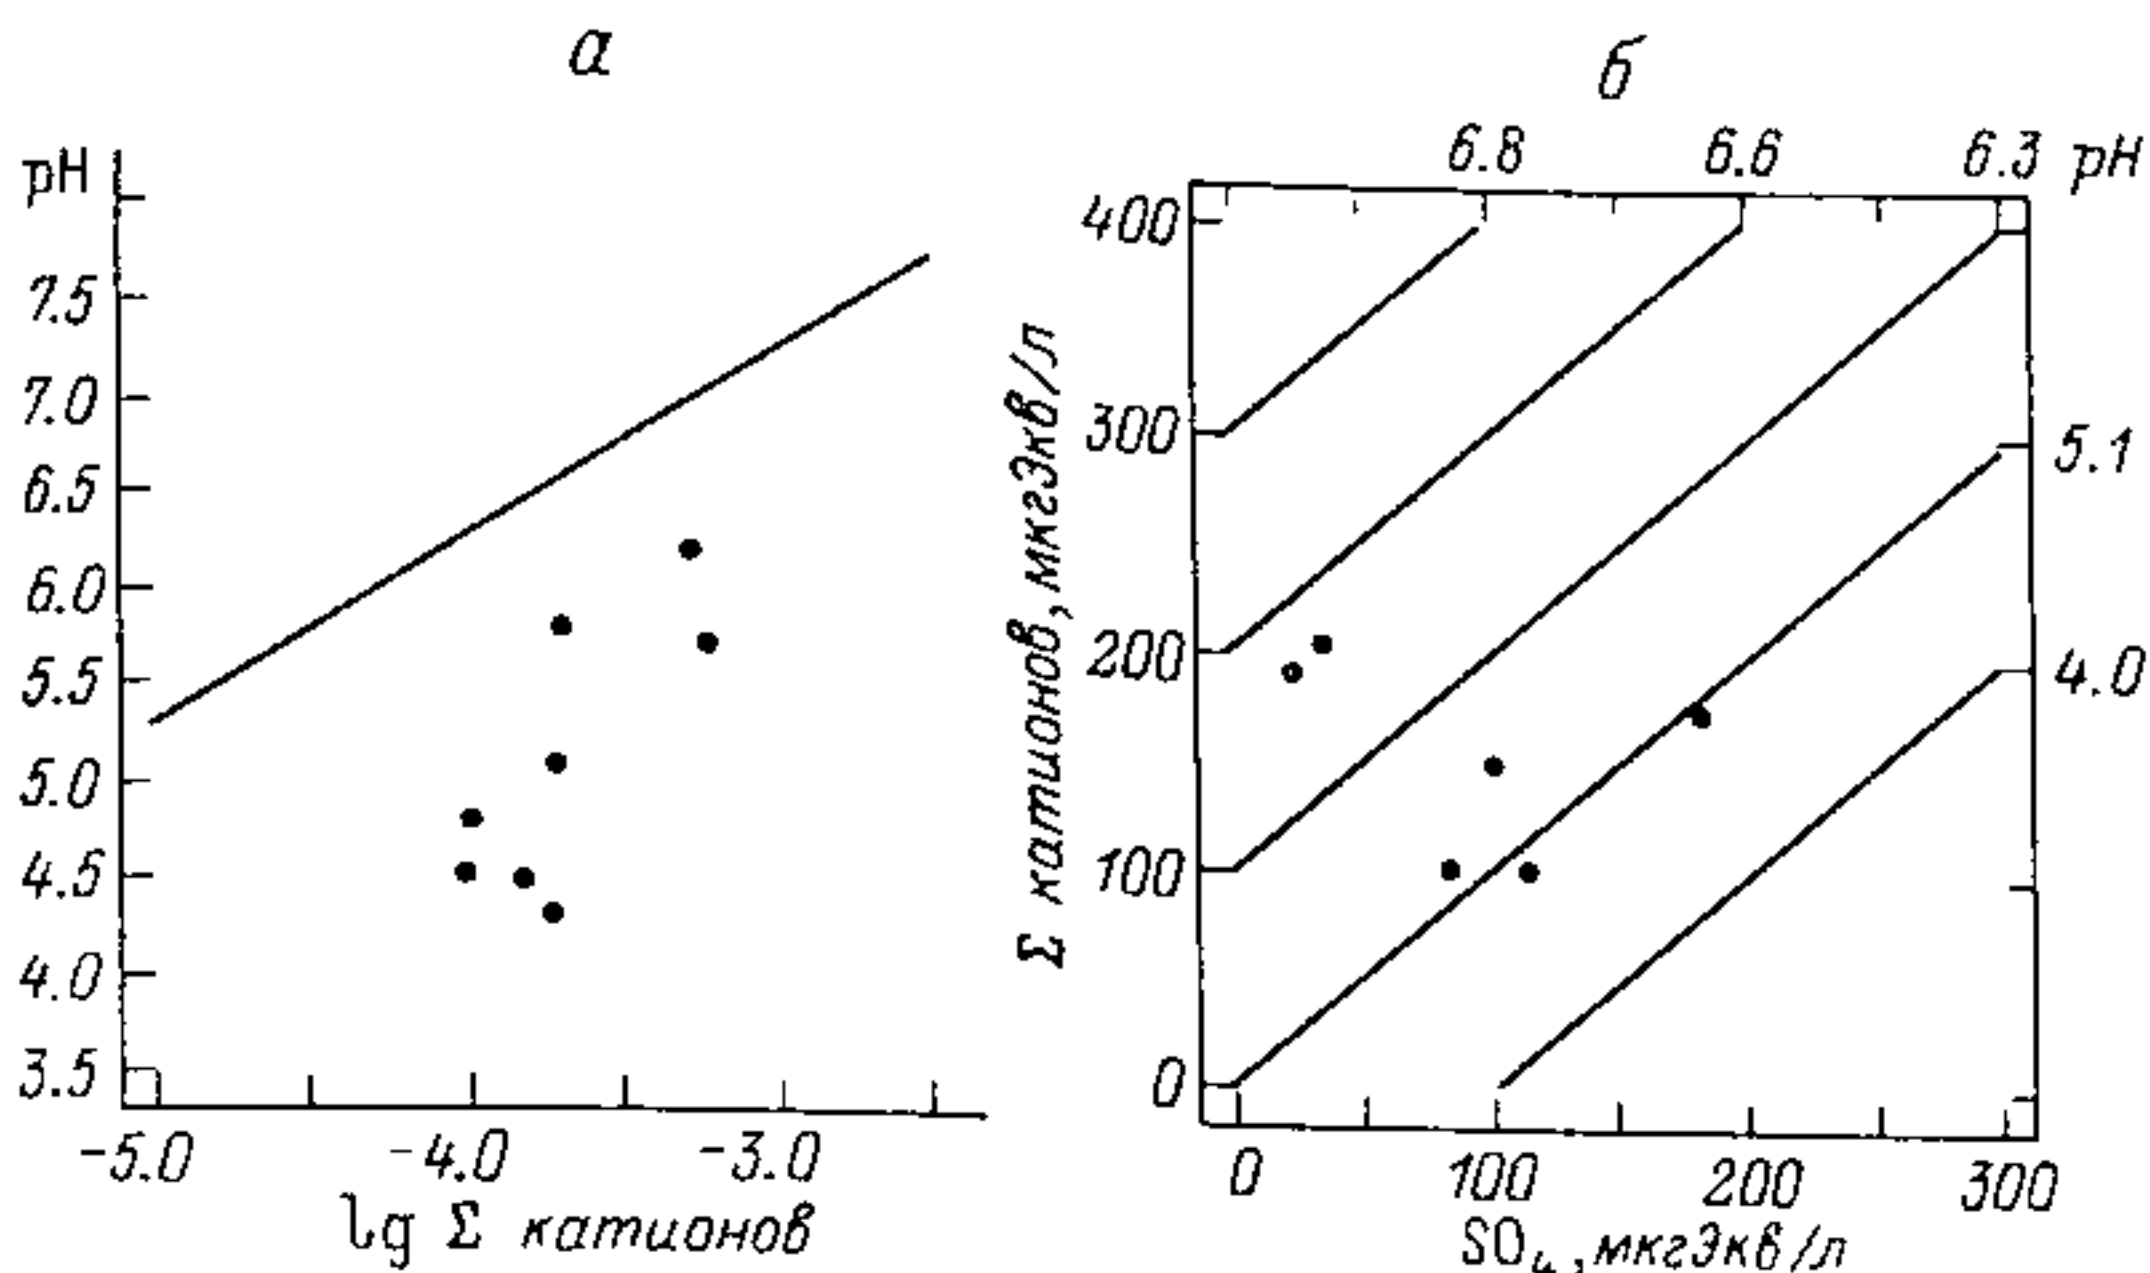 а
pH
7.5
7.0
6.5
6.0
5.5
5.0
4.5
4.0
3.5
-5.0 -4.0 -3.0
lg Σ катионов
б
6.8 6.6 6.3 pH
400
300
200
100
0
Σ катионов, мкгЭкв/л
5.1
4.0
0 100 200 300
SO₄, мкгЭкв/л